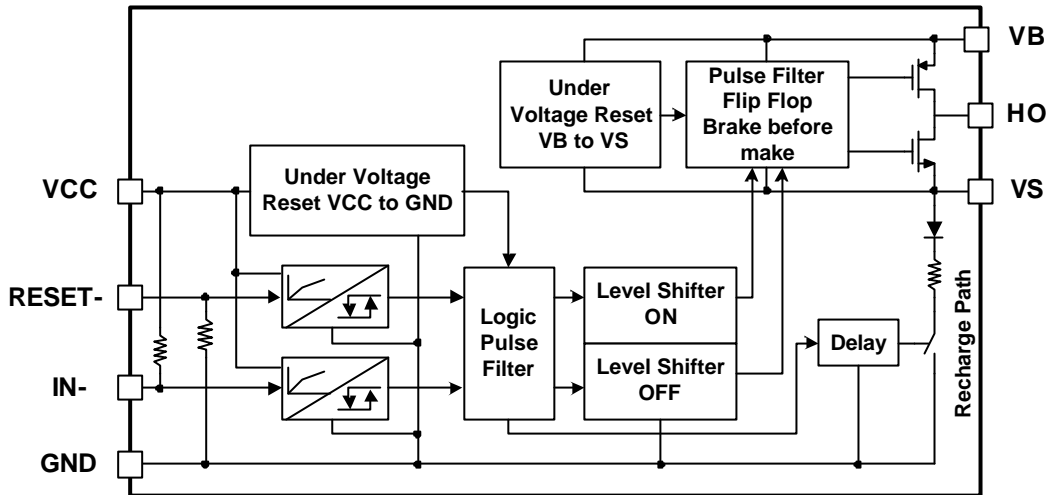 VB
HO
VS
Under
Voltage Reset
VB to VS
Pulse Filter
Flip Flop
Brake before
make
VCC
RESET-
IN-
GND
Under Voltage
Reset VCC to GND
Logic
Pulse
Filter
Level Shifter
ON
Level Shifter
OFF
Delay
Recharge Path